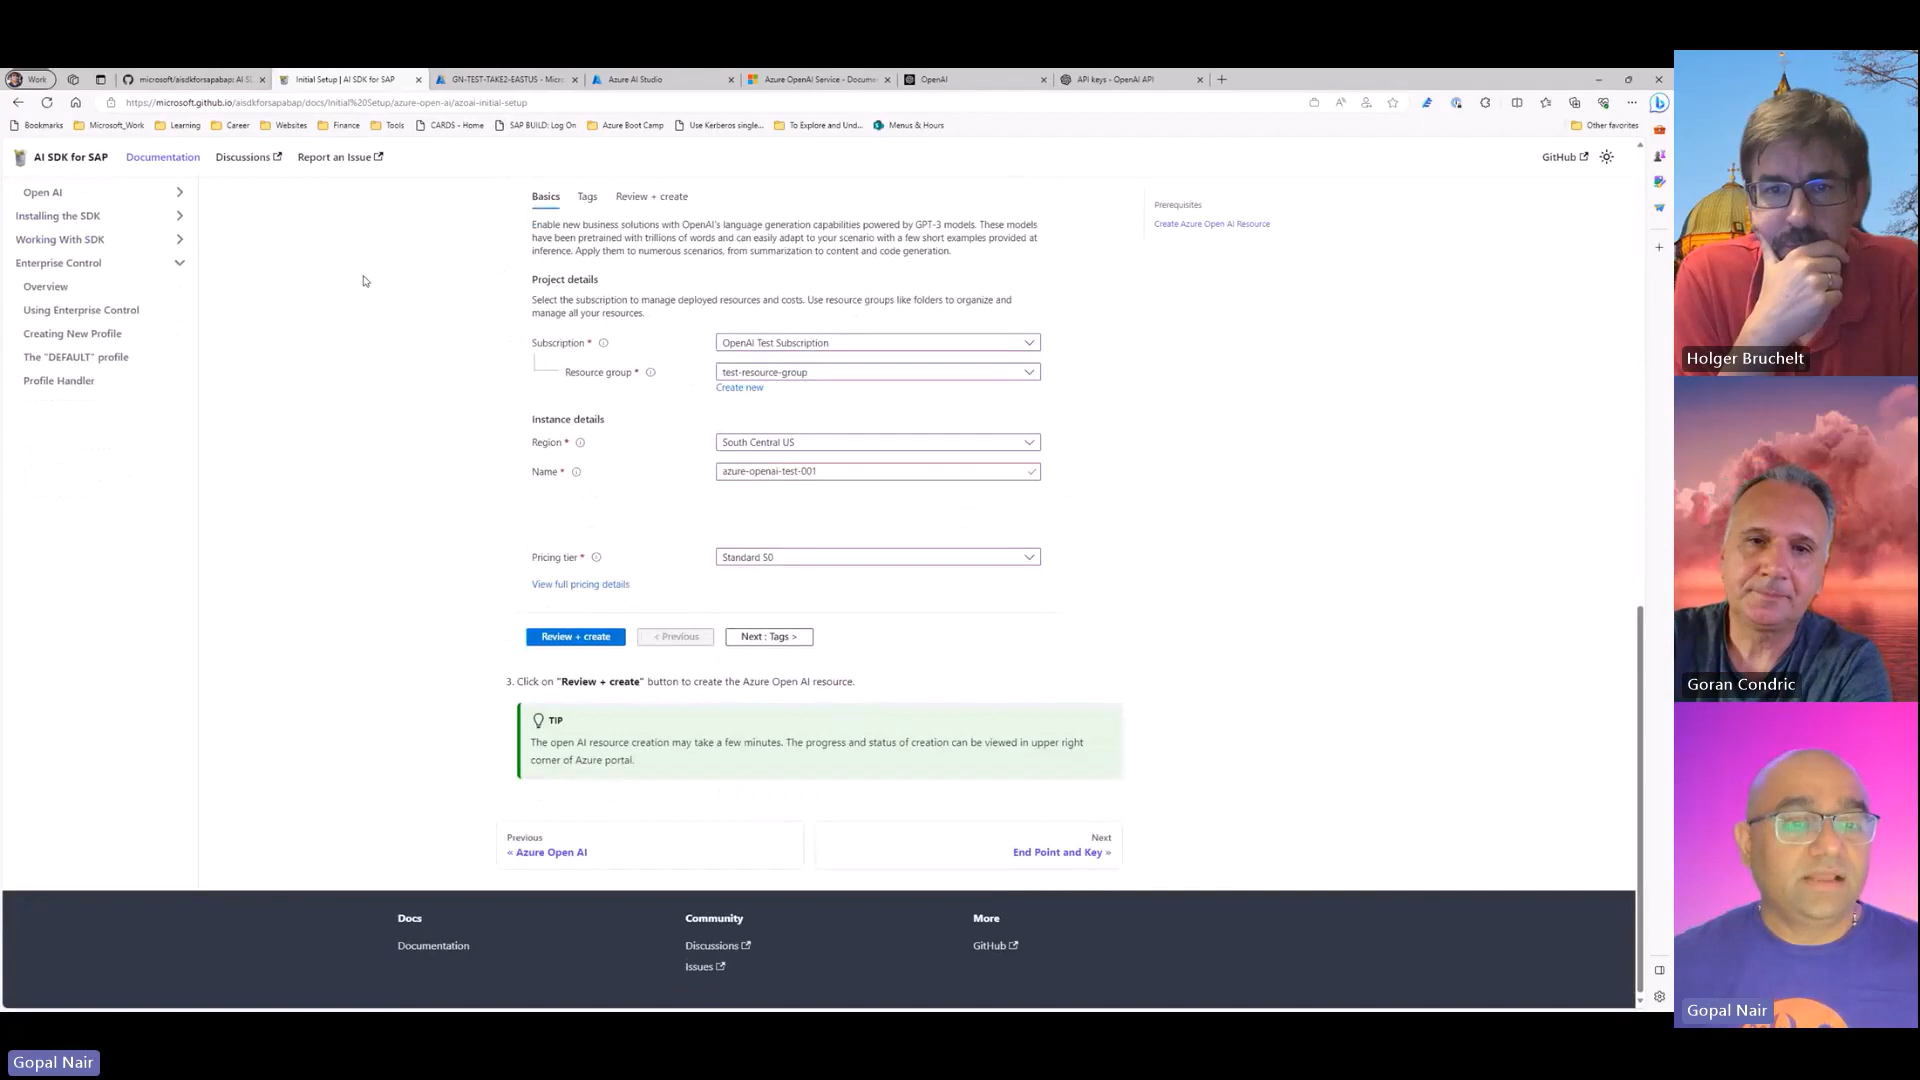 Work
microsoft/aisdkforsapabap: AI S
Initial Setup | AI SDK for SAP
GN-TEST-TAKE2-EASTUS - Micr
Azure AI Studio
Azure OpenAI Service - Docume
OpenAI
API keys - OpenAI API
https://microsoft.github.io/aisdkforsapabap/docs/Initial%20Setup/azure-open-ai/azoai-initial-setup
Bookmarks
Microsoft_Work
Learning
Career
Websites
Finance
Tools
CARDS - Home
SAP BUILD: Log On
Azure Boot Camp
Use Kerberos single...
To Explore and Und...
Menus & Hours
Other favorites
AI SDK for SAP
Documentation
Discussions
Report an Issue
GitHub
Open AI
Installing the SDK
Working With SDK
Enterprise Control
Overview
Using Enterprise Control
Creating New Profile
The "DEFAULT" profile
Profile Handler
Basics
Tags
Review + create
Enable new business solutions with OpenAI's language generation capabilities powered by GPT-3 models. These models
have been pretrained with trillions of words and can easily adapt to your scenario with a few short examples provided at
inference. Apply them to numerous scenarios, from summarization to content and code generation.
Project details
Select the subscription to manage deployed resources and costs. Use resource groups like folders to organize and
manage all your resources.
Subscription *
OpenAI Test Subscription
Resource group *
test-resource-group
Create new
Instance details
Region *
South Central US
Name *
azure-openai-test-001
Pricing tier *
Standard S0
View full pricing details
Review + create
< Previous
Next : Tags >
3. Click on "Review + create" button to create the Azure Open AI resource.
TIP
The open AI resource creation may take a few minutes. The progress and status of creation can be viewed in upper right
corner of Azure portal.
Previous
« Azure Open AI
Next
End Point and Key »
Prerequisites
Create Azure Open AI Resource
Docs
Documentation
Community
Discussions
Issues
More
GitHub
Holger Bruchelt
Goran Condric
Gopal Nair
Gopal Nair